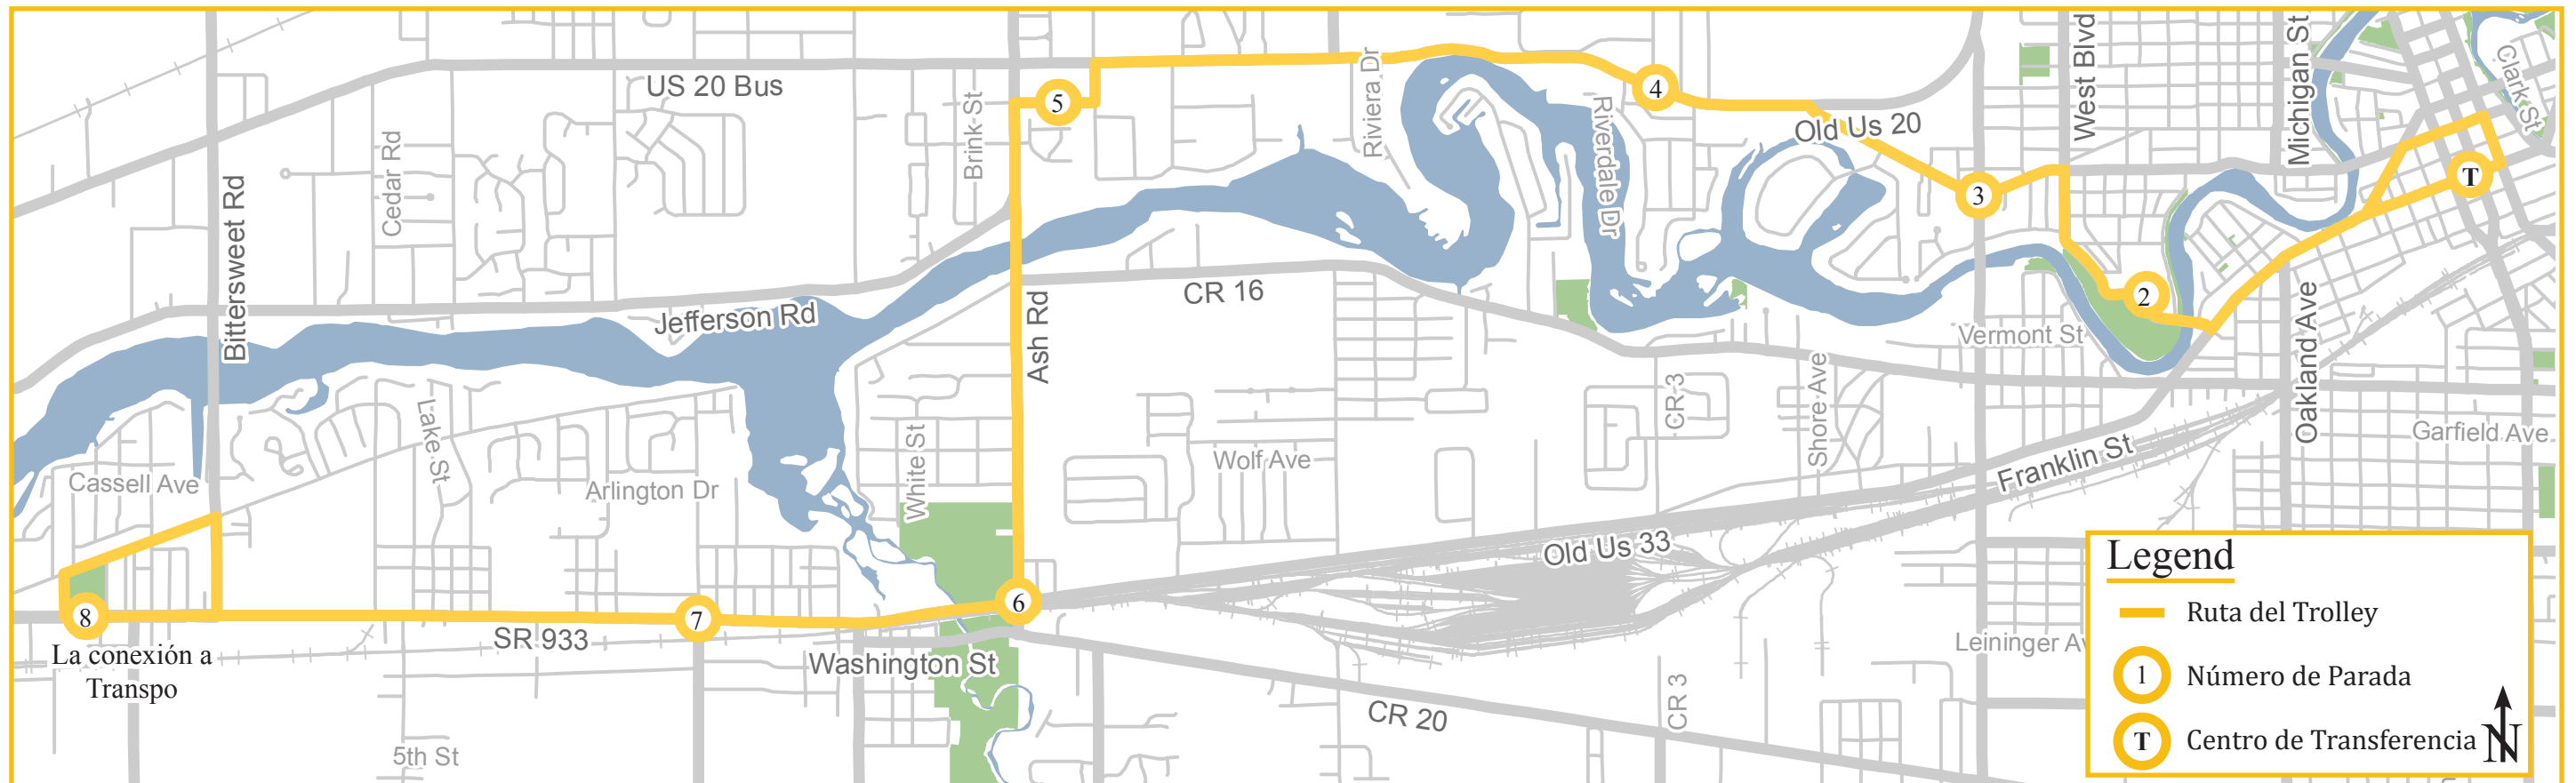 US 20 Bus
Bittersweet Rd
Cedar Rd
Brink St
5
Riviera Dr
4
Riverdale Dr
Old Us 20
West Blvd
3
Michigan St
Clark St
T
2
Jefferson Rd
Ash Rd
CR 16
Vermont St
Oakland Ave
Cassell Ave
Lake St
Arlington Dr
White St
Wolf Ave
CR 3
Shore Ave
Franklin St
Garfield Ave
Old Us 33
8
7
6
SR 933
La conexión a
Transpo
Washington St
5th St
CR 20
CR 3
Leininger Av
Legend
Ruta del Trolley
1 Número de Parada
T Centro de Transferencia
N